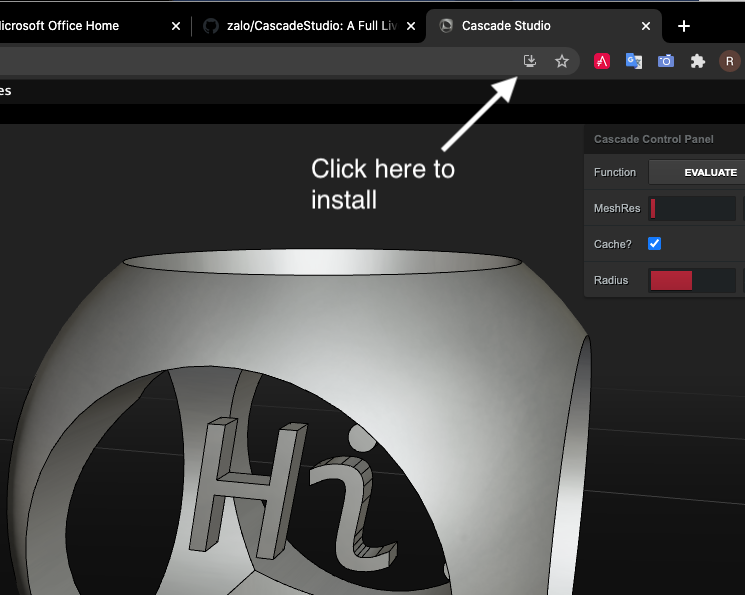 licrosoft Office Home
zalo/CascadeStudio: A Full Liv
Cascade Studio
R
es
Click here to
install
Cascade Control Panel
Function
EVALUATE
MeshRes
Cache?
Radius
Hi